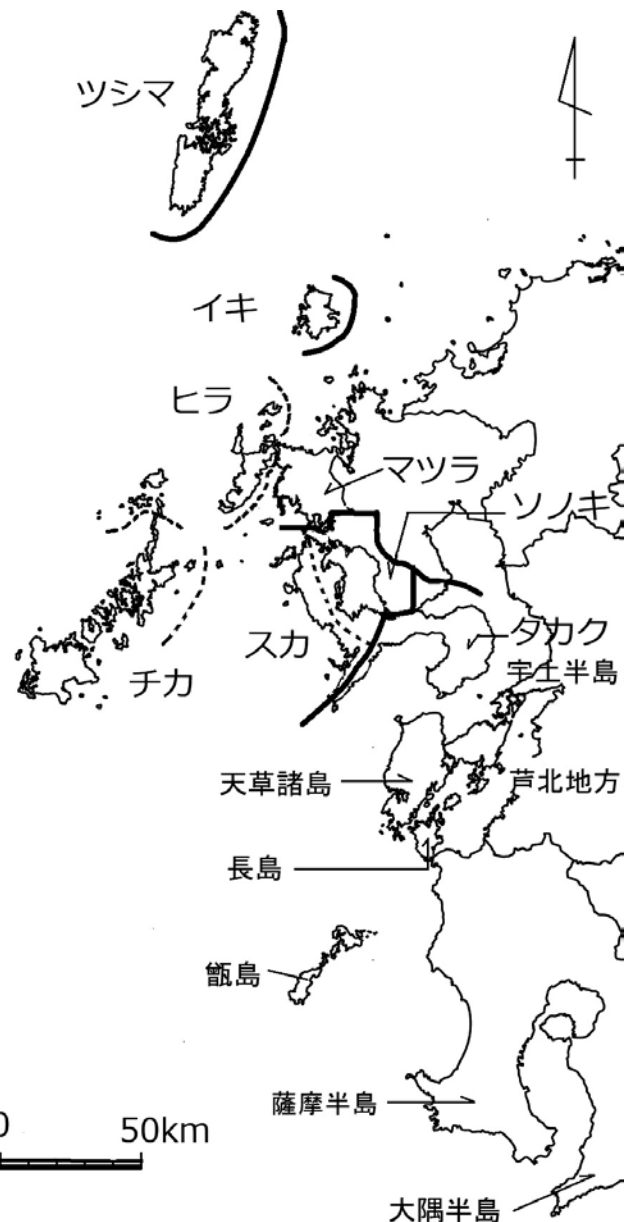 ツシマ
イキ
ヒラ
マツラ
ソノキ
スカ
タカク
チカ
宇土半島
天草諸島
芦北地方
長島
甑島
薩摩半島
0 50km
大隅半島